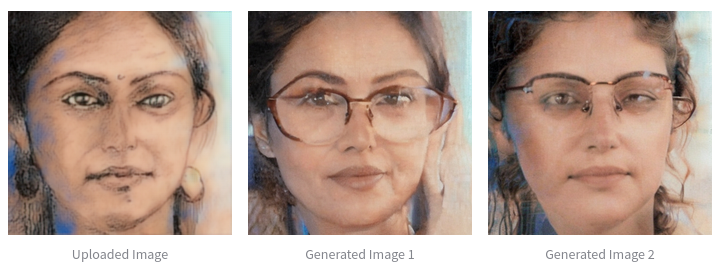 Uploaded Image
Generated Image 1
Generated Image 2